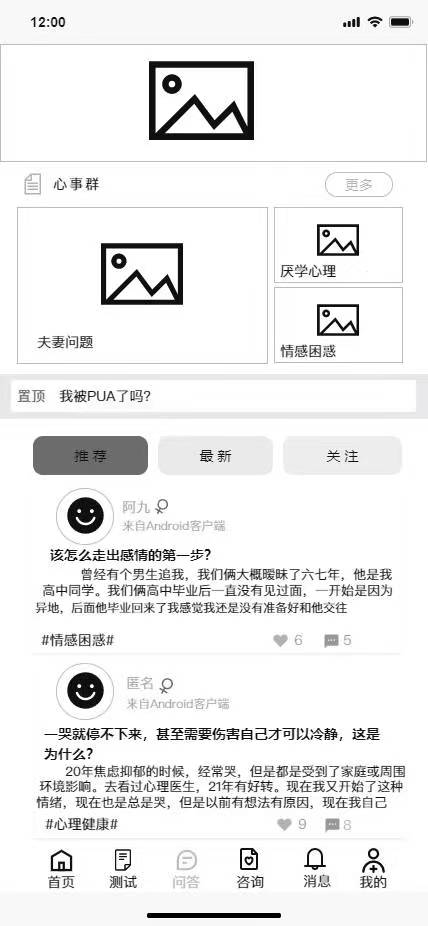 12:00
心事群
更多
夫妻问题
厌学心理
情感困惑
置顶 我被PUA了吗?
推荐 最新 关注
阿九
来自Android客户端
该怎么走出感情的第一步?
曾经有个男生追我，我们俩大概暧昧了六七年，他是我
高中同学。我们俩高中毕业后一直没有见过面，一开始是因为
异地，后面他毕业回来了我感觉我还是没有准备好和他交往
#情感困惑# 6 5
匿名
来自Android客户端
一哭就停不下来，甚至需要伤害自己才可以冷静，这是
为什么?
20年焦虑抑郁的时候，经常哭，但是都是受到了家庭或周围
环境影响。去看过心理医生，21年有好转。现在我又开始了这种
情绪，现在也是总是哭，但是以前有想法有原因，现在我自己
#心理健康# 9 8
首页 测试 问答 咨询 消息 我的